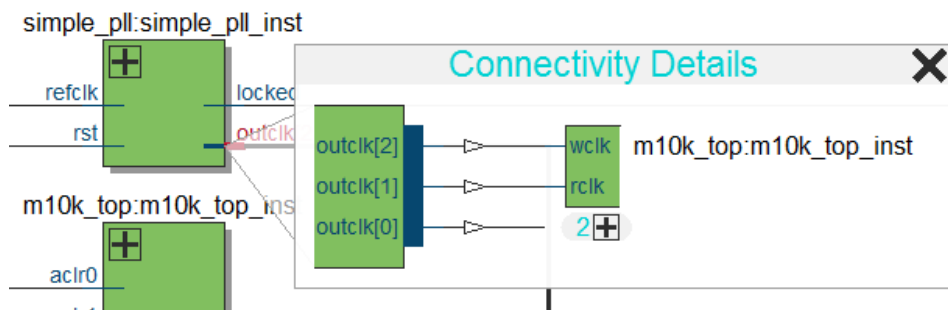 simple_pll:simple_pll_inst
Connectivity Details
refclk
locked
rst
outclk
outclk[2]
wclk
m10k_top:m10k_top_inst
outclk[1]
rclk
m10k_top:m10k_top_ins
outclk[0]
2
aclr0